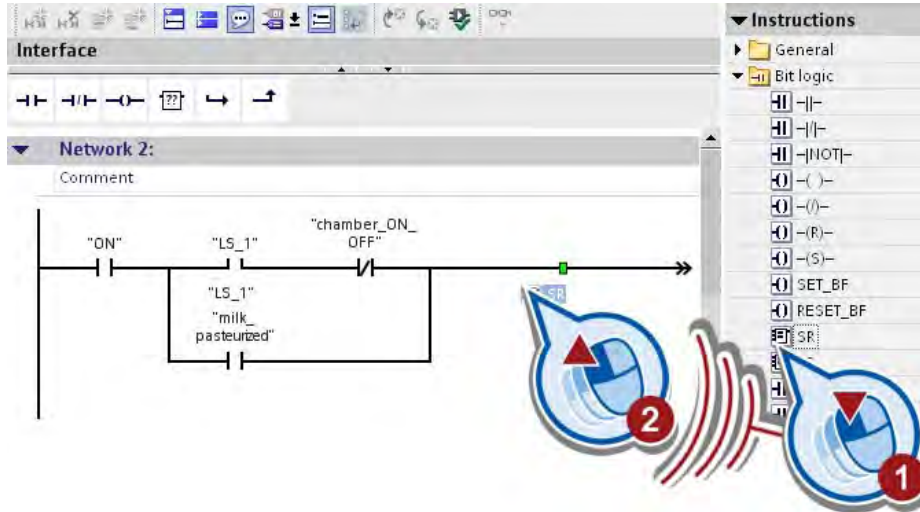 Interface
??
Network 2:
Comment
"ON"
"LS_1"
"chamber_ON_
OFF"
"LS_1"
"milk_
pasteurized"
SR
2
Instructions
General
Bit logic
-||-
-|/|-
-|NOT|-
-( )-
-(/)-
-(R)-
-(S)-
SET_BF
RESET_BF
SR
1